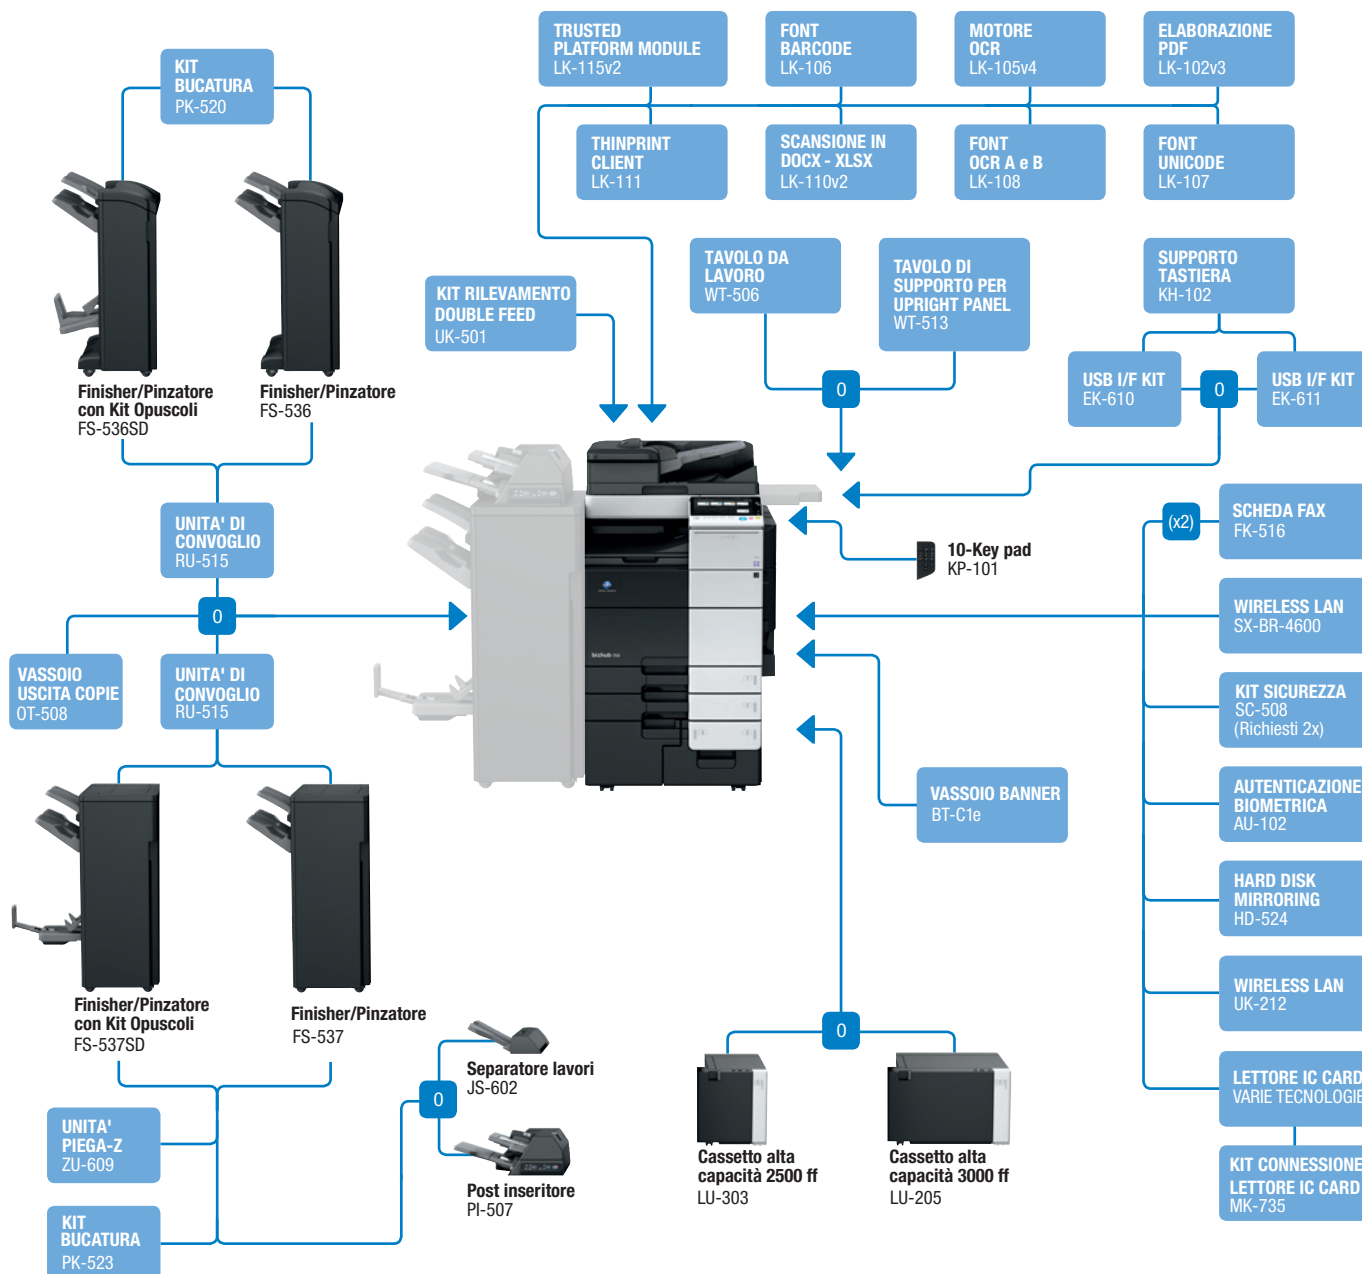 TRUSTED
PLATFORM MODULE
LK-115v2
FONT
BARCODE
LK-106
MOTORE
OCR
LK-105v4
ELABORAZIONE
PDF
LK-102v3
KIT
BUCATURA
PK-520
THINPRINT
CLIENT
LK-111
SCANSIONE IN
DOCX - XLSX
LK-110v2
FONT
OCR A e B
LK-108
FONT
UNICODE
LK-107
KIT RILEVAMENTO
DOUBLE FEED
UK-501
TAVOLO DA
LAVORO
WT-506
TAVOLO DI
SUPPORTO PER
UPRIGHT PANEL
WT-513
SUPPORTO
TASTIERA
KH-102
0
USB I/F KIT
EK-610
0
USB I/F KIT
EK-611
Finisher/Pinzatore
con Kit Opuscoli
FS-536SD
Finisher/Pinzatore
FS-536
UNITA' DI
CONVOGLIO
RU-515
(x2)
SCHEDA FAX
FK-516
10-Key pad
KP-101
0
WIRELESS LAN
SX-BR-4600
bizhub
VASSOIO
USCITA COPIE
OT-508
UNITA' DI
CONVOGLIO
RU-515
KIT SICUREZZA
SC-508
(Richiesti 2x)
VASSOIO BANNER
BT-C1e
AUTENTICAZIONE
BIOMETRICA
AU-102
HARD DISK
MIRRORING
HD-524
WIRELESS LAN
UK-212
Finisher/Pinzatore
con Kit Opuscoli
FS-537SD
Finisher/Pinzatore
FS-537
0
Separatore lavori
JS-602
0
LETTORE IC CARD
VARIE TECNOLOGIE
UNITA'
PIEGA-Z
ZU-609
Post inseritore
PI-507
Cassetto alta
capacità 2500 ff
LU-303
Cassetto alta
capacità 3000 ff
LU-205
KIT CONNESSIONE
LETTORE IC CARD
MK-735
KIT
BUCATURA
PK-523